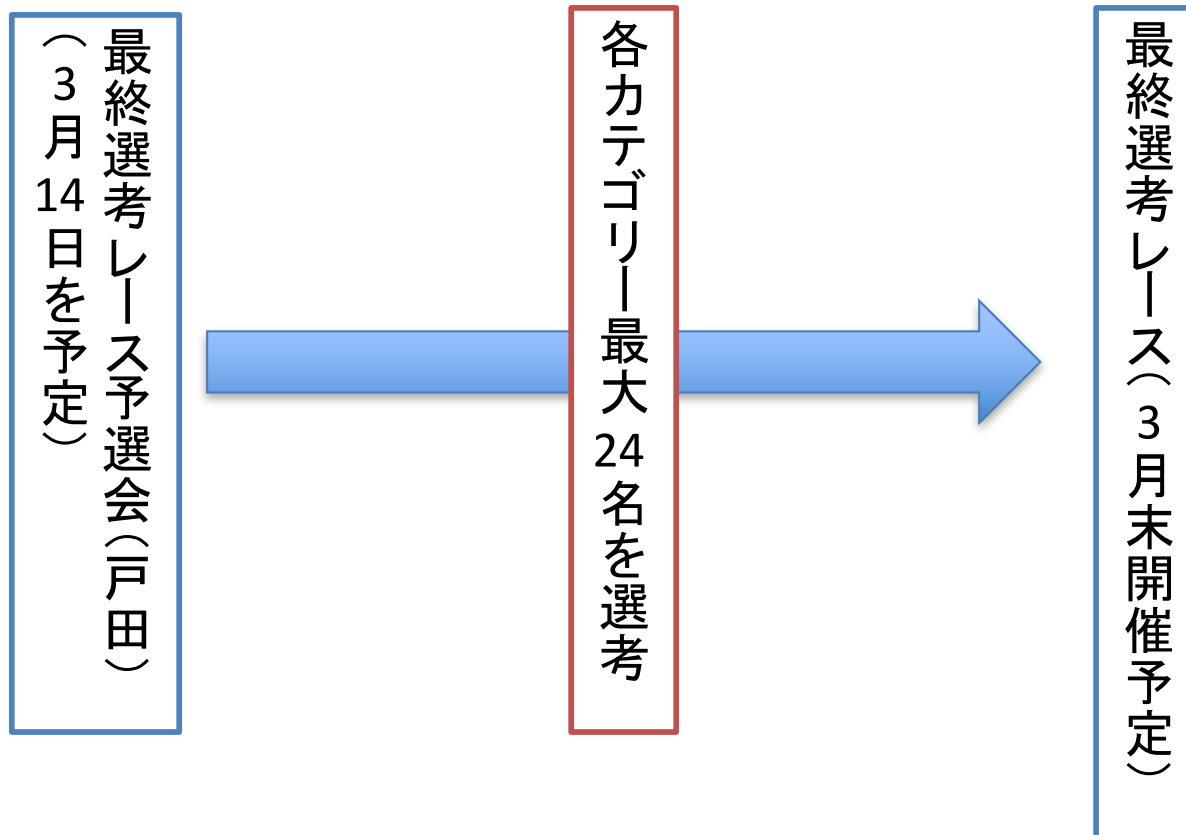 最終選考レース予選会（戸田）
（3月14日を予定）
各カテゴリー最大24名を選考
最終選考レース（3月末開催予定）